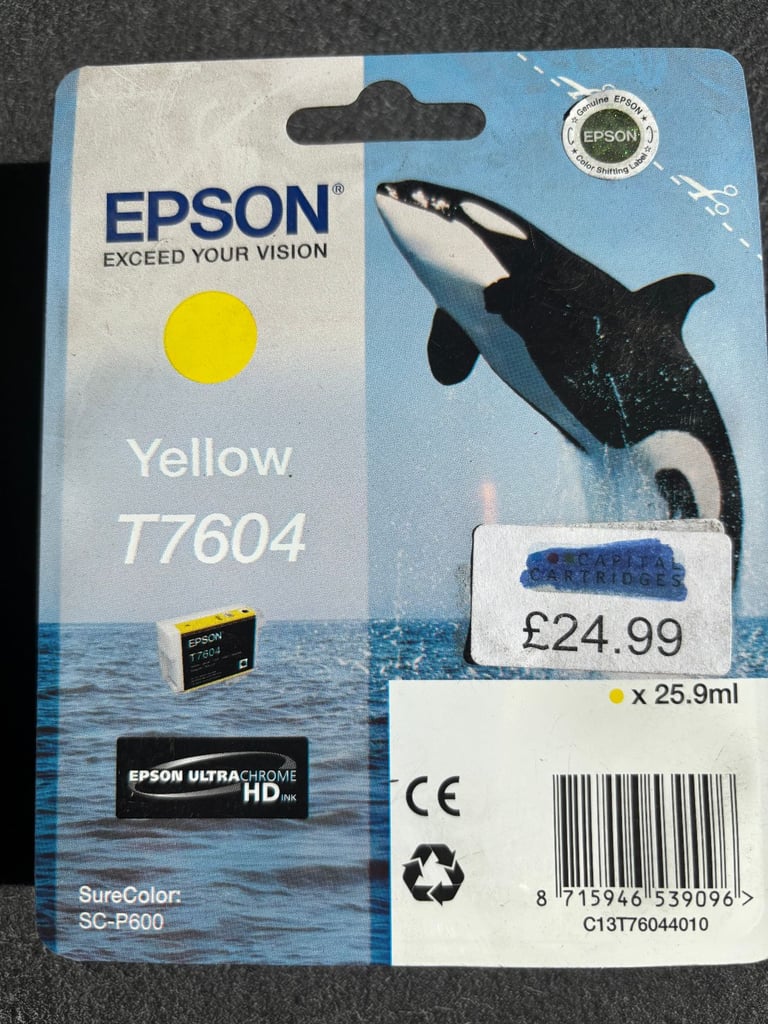 Genuine EPSON
EPSON
Color Shifting Label
EPSON®
EXCEED YOUR VISION
Yellow
T7604
EPSON
T7604
CAPITAL
CARTRIDGES
£24.99
x 25.9ml
EPSON ULTRACHROME
HD INK
CE
8 715946 539096 >
C13T76044010
SureColor:
SC-P600